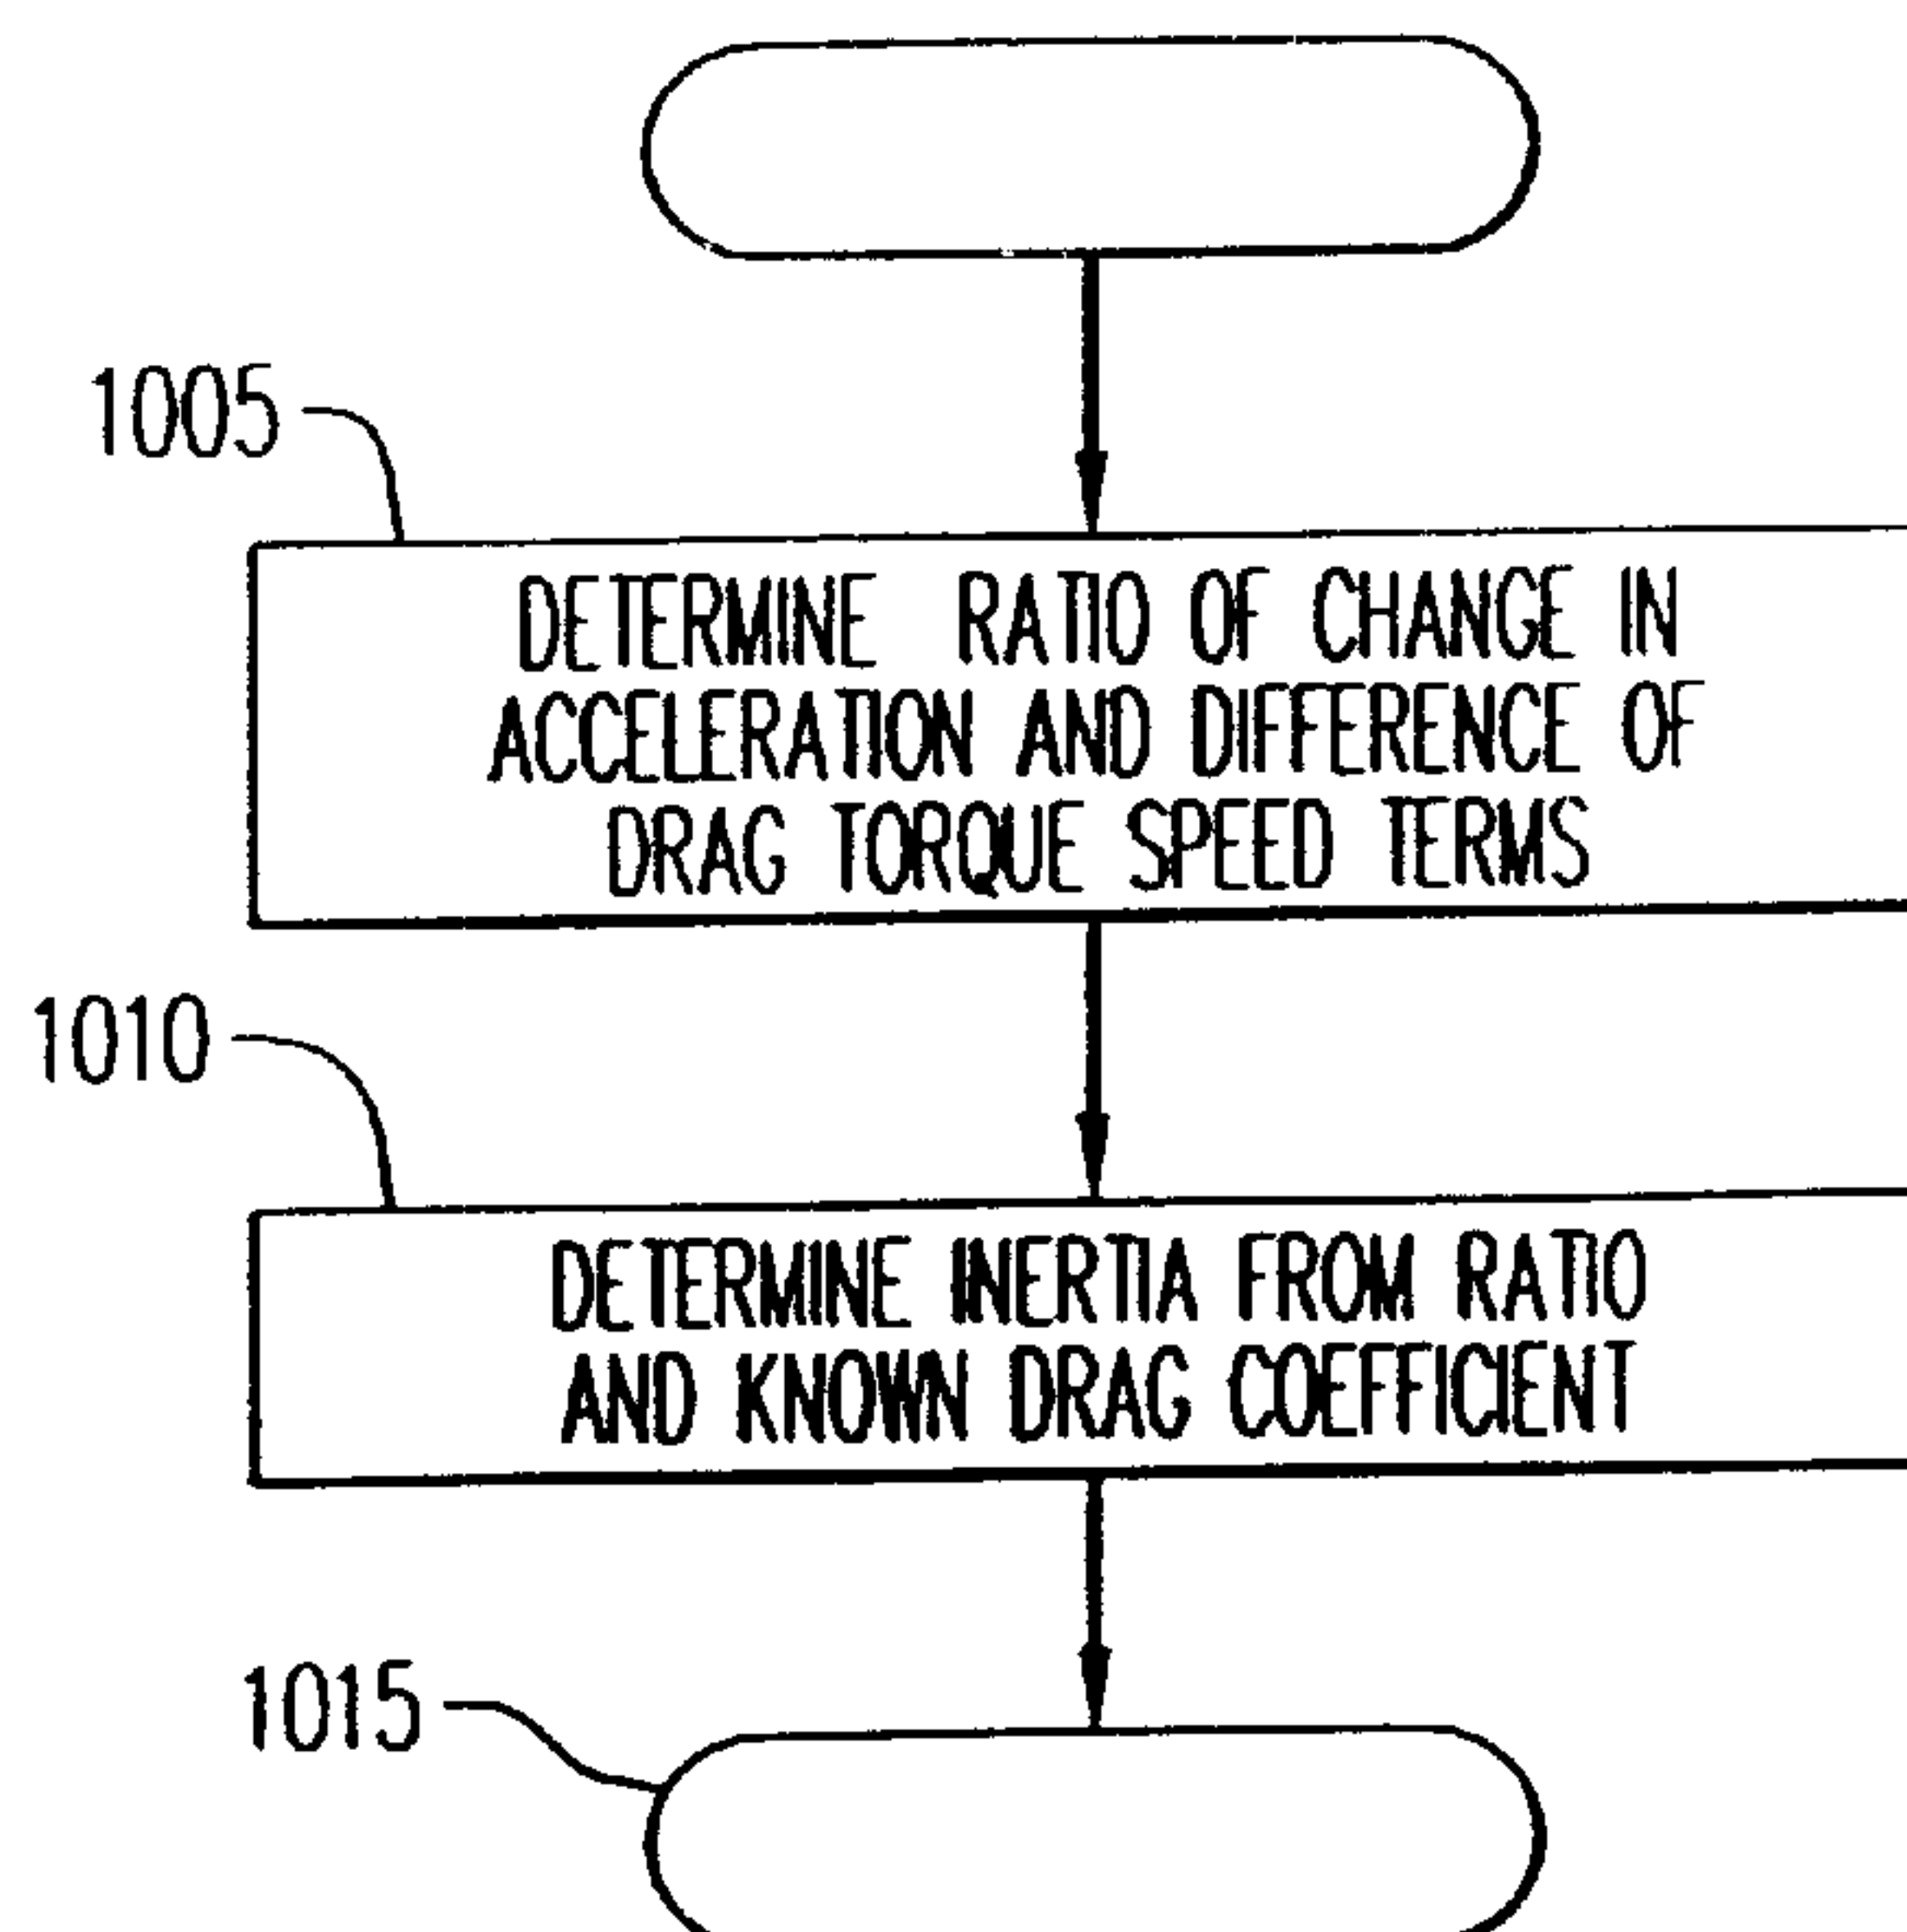 1005
DETERMINE RATIO OF CHANGE IN
ACCELERATION AND DIFFERENCE OF
DRAG TORQUE SPEED TERMS
1010
DETERMINE INERTIA FROM RATIO
AND KNOWN DRAG COEFFICIENT
1015